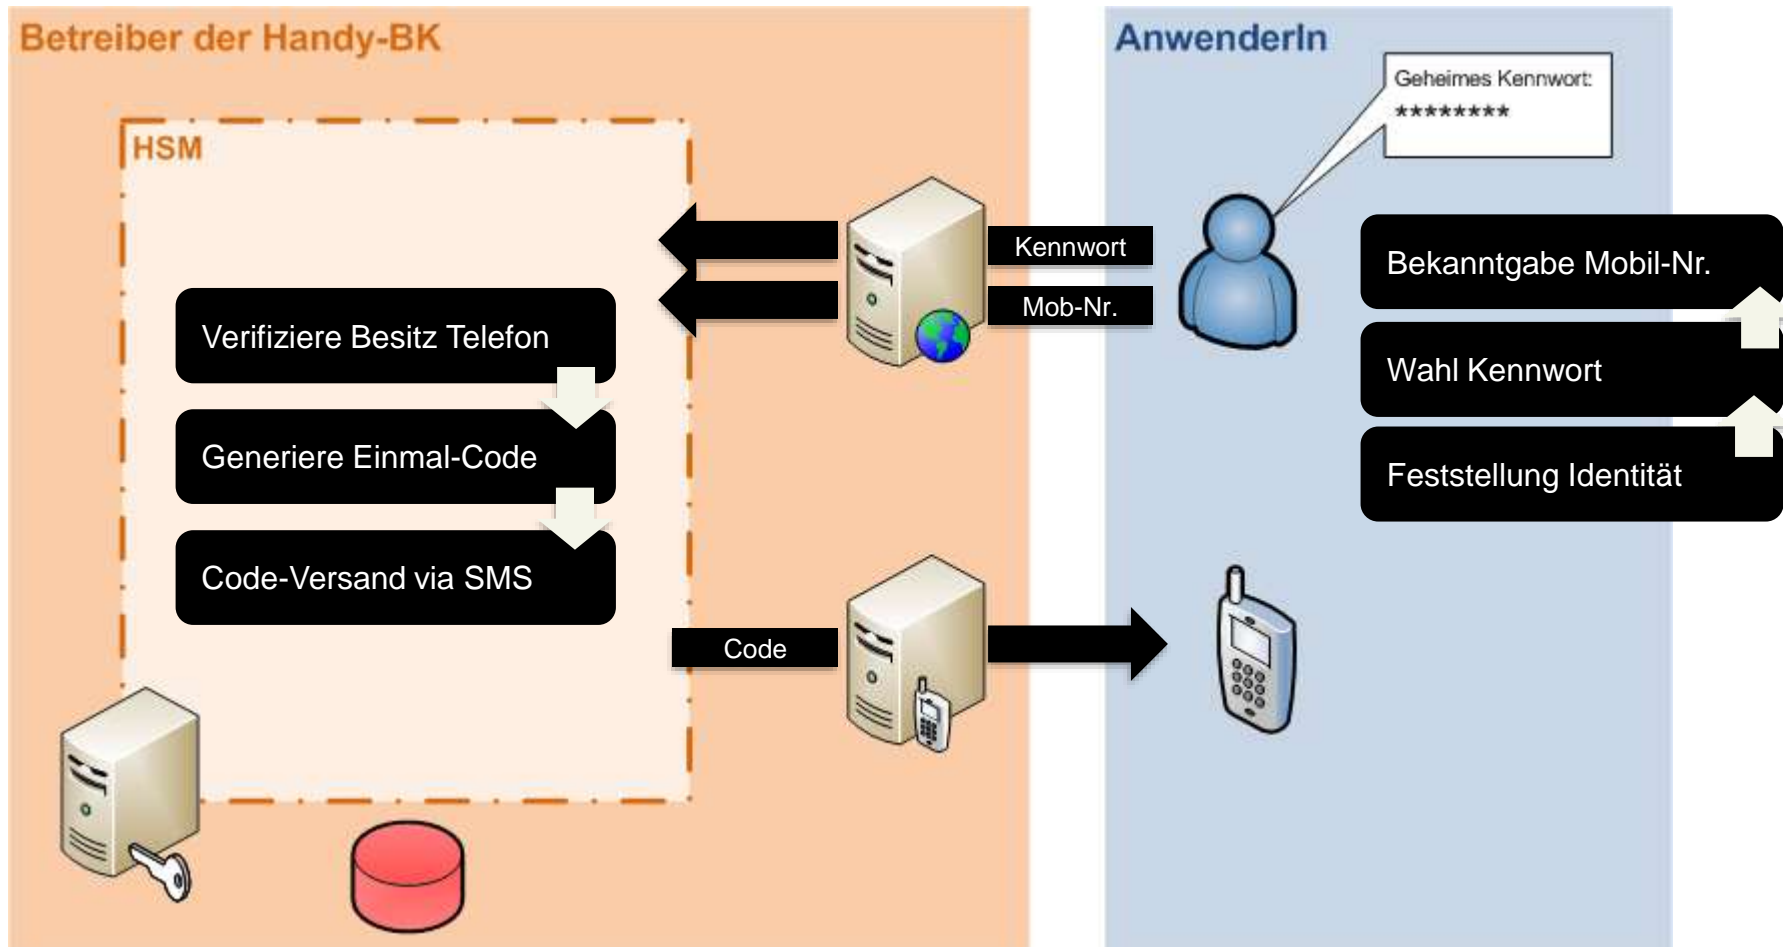 Betreiber der Handy-BK
AnwenderIn
Geheimes Kennwort:
********
HSM
Kennwort
Mob-Nr.
Bekanntgabe Mobil-Nr.
Wahl Kennwort
Feststellung Identität
Verifiziere Besitz Telefon
Generiere Einmal-Code
Code-Versand via SMS
Code